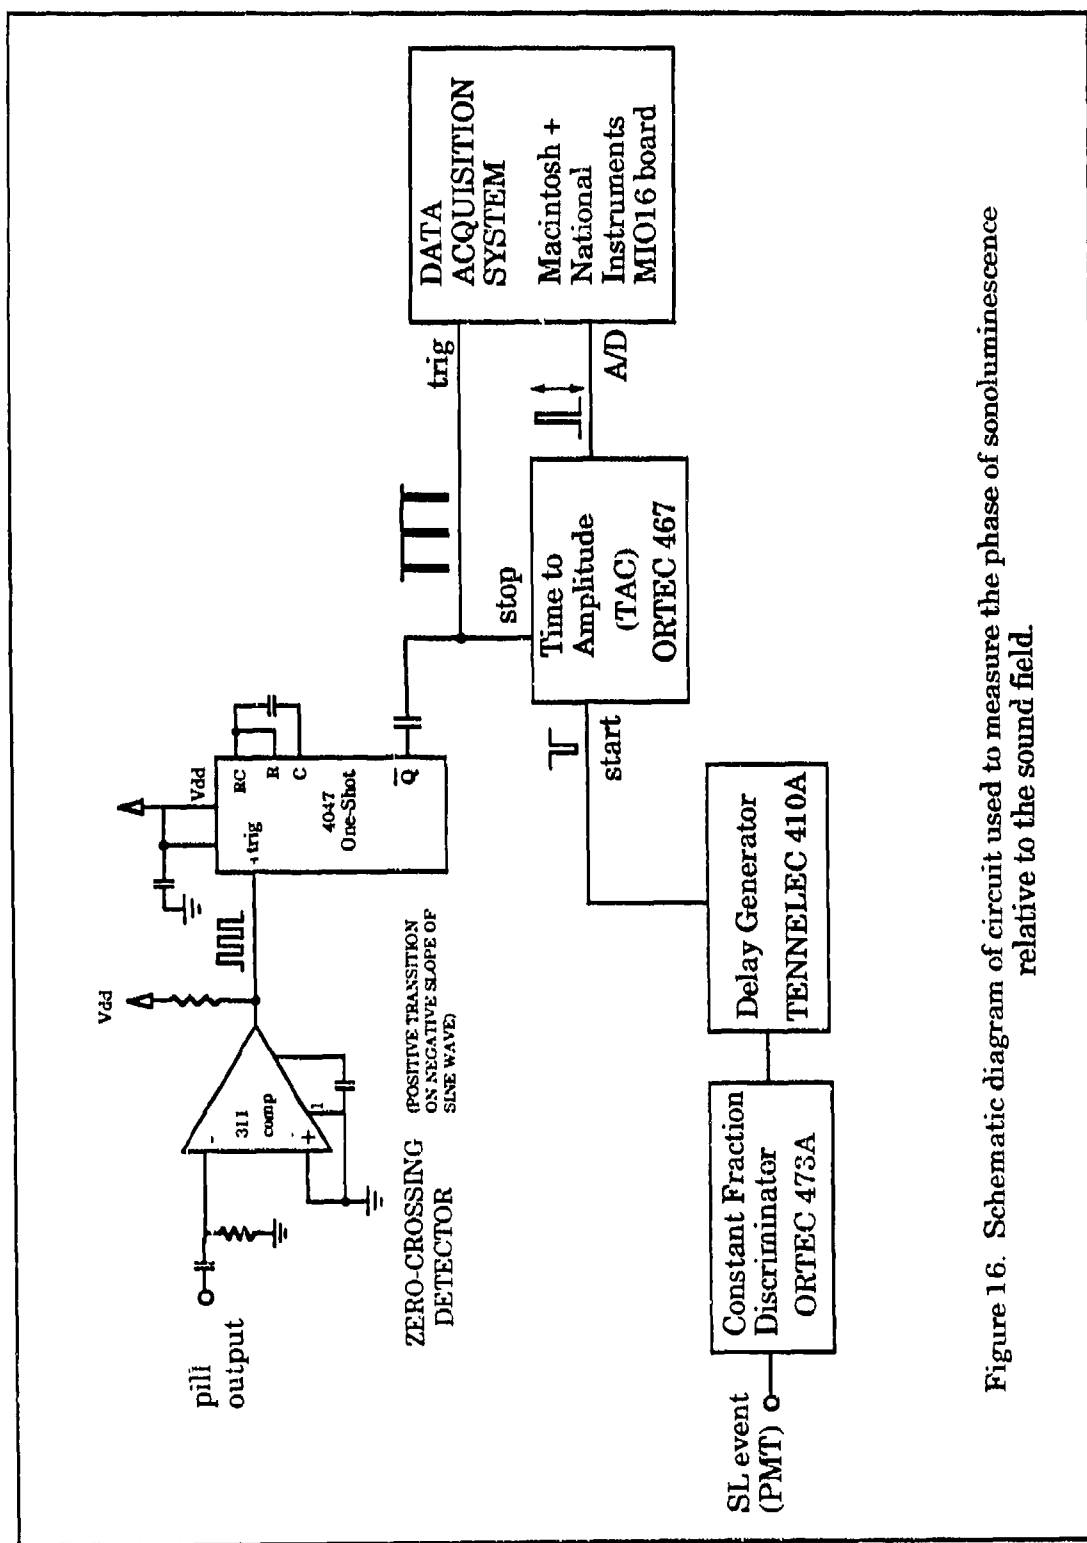 pill
output
ZERO-CROSSING
DETECTOR
(POSITIVE TRANSITION
ON NEGATIVE SLOPE OF
SINE WAVE)
-
311
comp
+
1
Vdd
Vdd
+trig
4047
One-Shot
RC
R
C
Q
stop
trig
DATA
ACQUISITION
SYSTEM
Macintosh +
National
Instruments
MIO16 board
A/D
Time to
Amplitude
(TAC)
ORTEC 467
start
SL event
(PMT)
Constant Fraction
Discriminator
ORTEC 473A
Delay Generator
TENNELEC 410A
Figure 16. Schematic diagram of circuit used to measure the phase of sonoluminescence
relative to the sound field.